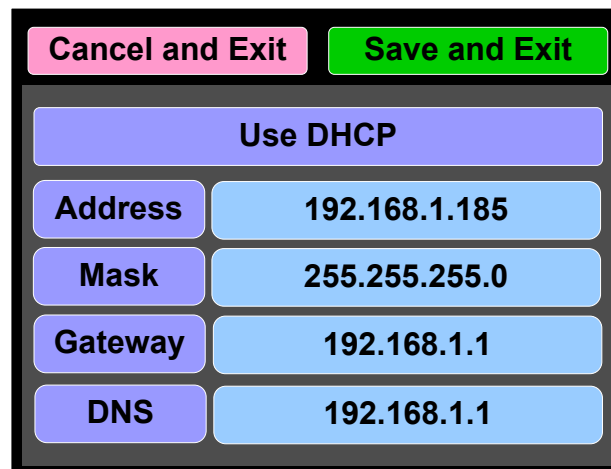 Cancel and Exit Save and Exit
Use DHCP
Address 192.168.1.185
Mask 255.255.255.0
Gateway 192.168.1.1
DNS 192.168.1.1